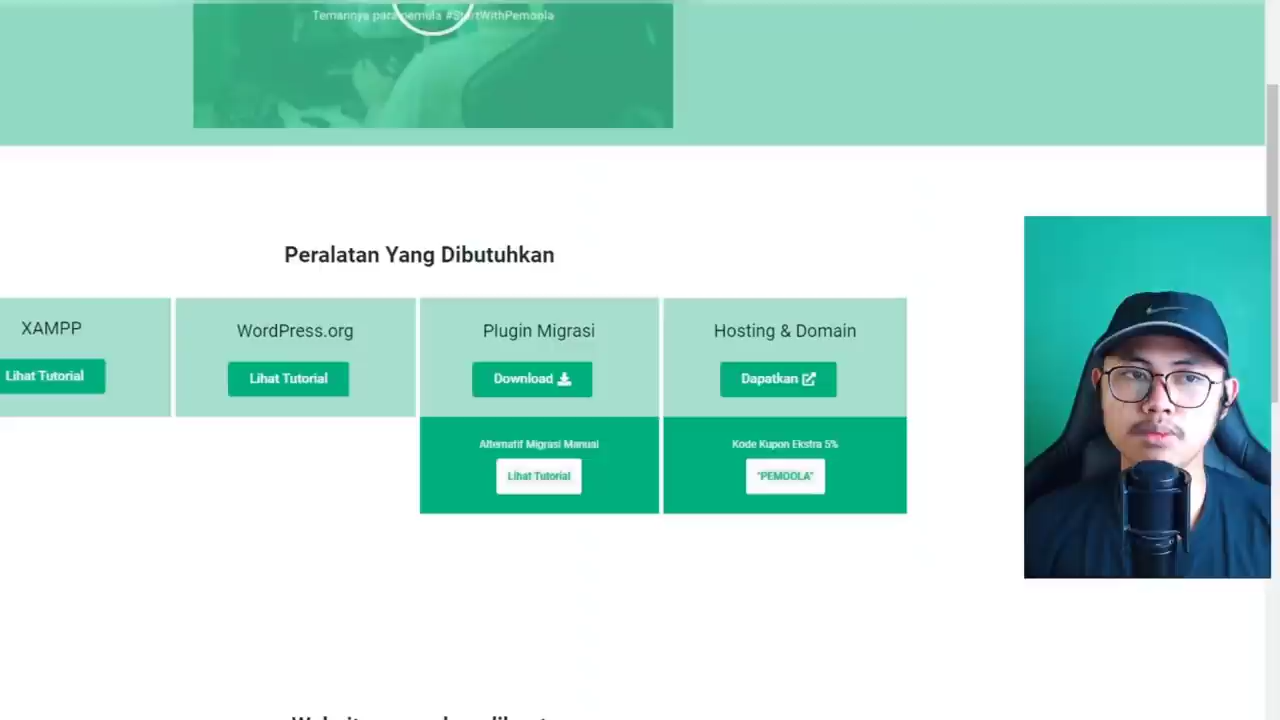 Temannya para pemula #StartWithPemoola
Peralatan Yang Dibutuhkan
XAMPP
Lihat Tutorial
WordPress.org
Lihat Tutorial
Plugin Migrasi
Download
Alternatif Migrasi Manual
Lihat Tutorial
Hosting & Domain
Dapatkan
Kode Kupon Ekstra 5%
"PEMOOLA"